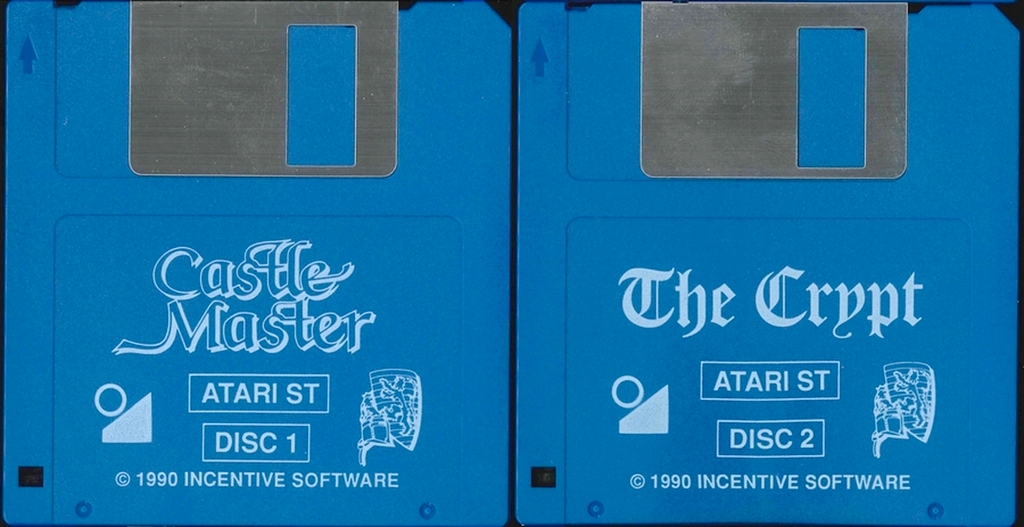 Castle
Master
ATARI ST
DISC 1
© 1990 INCENTIVE SOFTWARE
The Crypt
ATARI ST
DISC 2
© 1990 INCENTIVE SOFTWARE